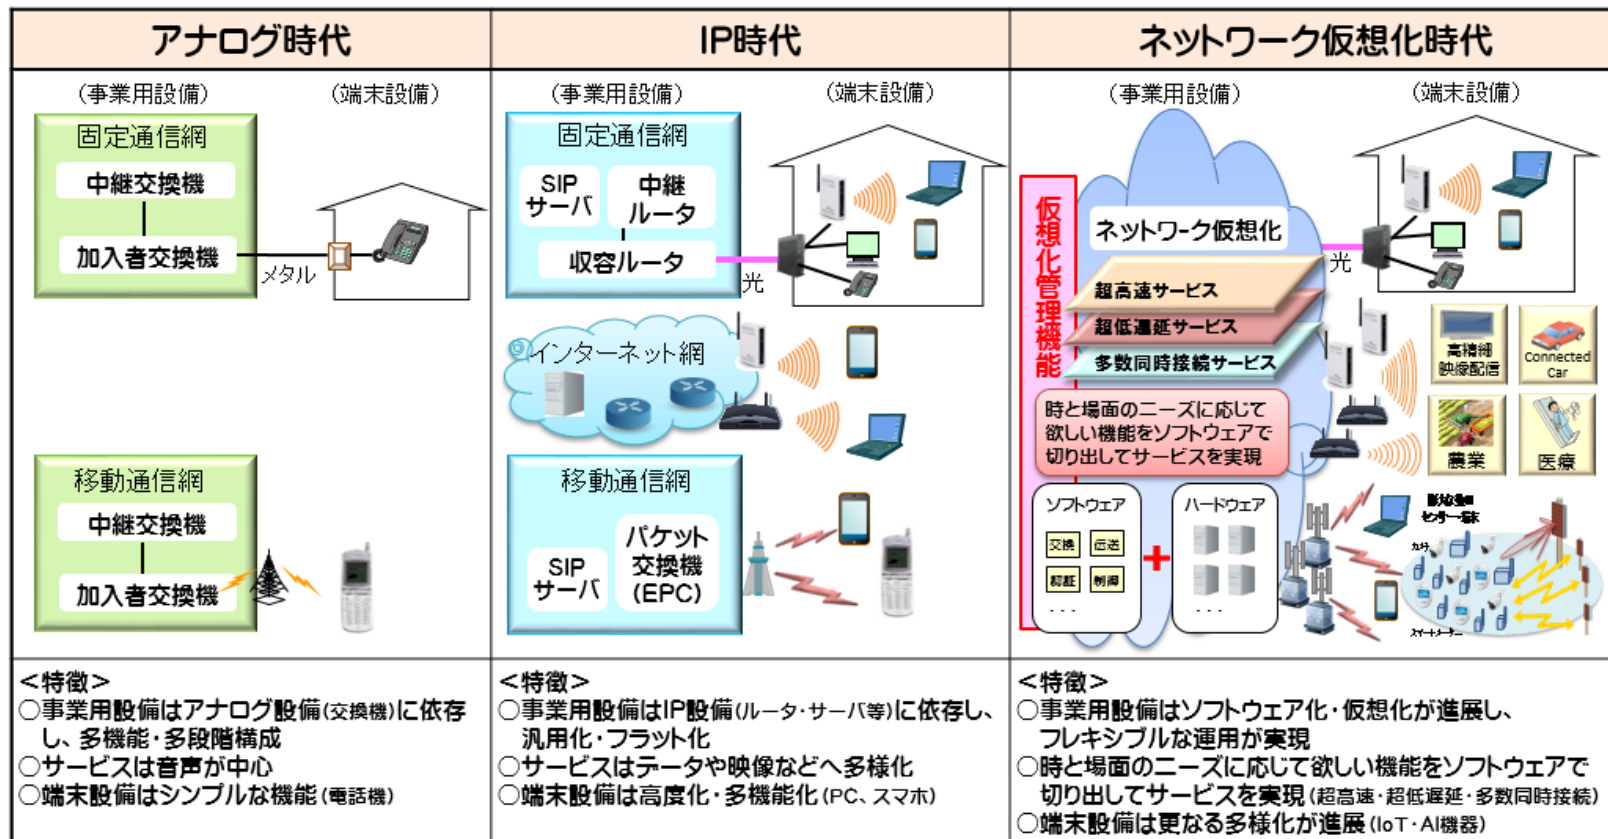 アナログ時代
(事業用設備)
(端末設備)
固定通信網
中継交換機
加入者交換機
メタル
移動通信網
中継交換機
加入者交換機
<特徴>
○事業用設備はアナログ設備(交換機)に依存
し、多機能・多段階構成
○サービスは音声が中心
○端末設備はシンプルな機能(電話機)
IP時代
(事業用設備)
(端末設備)
固定通信網
SIP
サーバ
中継
ルータ
収容ルータ
光
インターネット網
移動通信網
SIP
サーバ
パケット
交換機
(EPC)
<特徴>
○事業用設備はIP設備(ルータ・サーバ等)に依存し、
汎用化・フラット化
○サービスはデータや映像などへ多様化
○端末設備は高度化・多機能化(PC、スマホ)
ネットワーク仮想化時代
(事業用設備)
(端末設備)
仮想化管理機能
ネットワーク仮想化
光
超高速サービス
超低遅延サービス
多数同時接続サービス
時と場面のニーズに応じて
欲しい機能をソフトウェアで
切り出してサービスを実現
ソフトウェア
交換
伝送
認証
制御
・・・
ハードウェア
・・・
高精細
映像配信
Connected
Car
農業
医療
<特徴>
○事業用設備はソフトウェア化・仮想化が進展し、
フレキシブルな運用が実現
○時と場面のニーズに応じて欲しい機能をソフトウェアで
切り出してサービスを実現(超高速・超低遅延・多数同時接続)
○端末設備は更なる多様化が進展(IoT・AI機器)